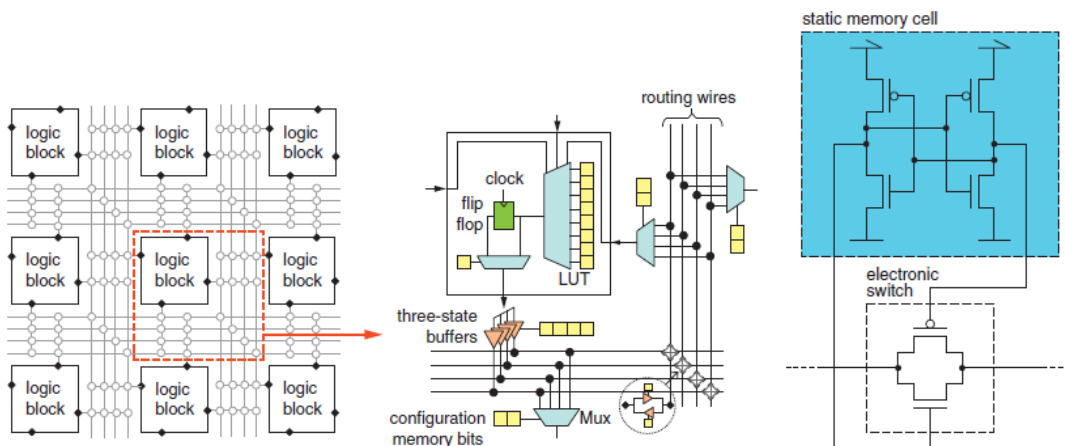 static memory cell
routing wires
logic
block
logic
block
logic
block
clock
flip
flop
LUT
logic
block
logic
block
logic
block
electronic
switch
three-state
buffers
logic
block
logic
block
logic
block
configuration
memory bits
Mux